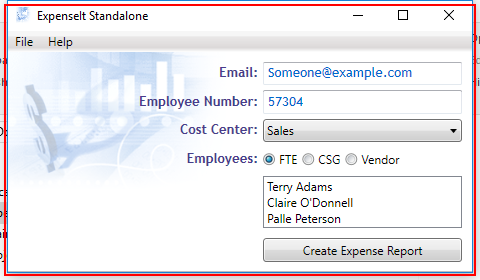 ExpenseIt Standalone
File Help
Email: Someone@example.com
Employee Number: 57304
Cost Center: Sales
Employees: FTE CSG Vendor
Terry Adams
Claire O'Donnell
Palle Peterson
Create Expense Report